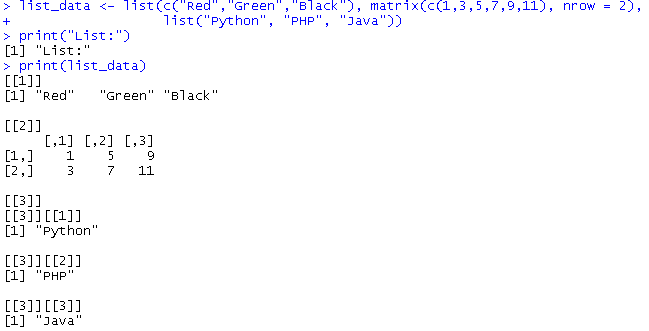 > list_data <- list(c("Red","Green","Black"), matrix(c(1,3,5,7,9,11), nrow = 2),
+                   list("Python", "PHP", "Java"))
> print("List:")
[1] "List:"
> print(list_data)
[[1]]
[1] "Red"   "Green" "Black"

[[2]]
     [,1] [,2] [,3]
[1,]    1    5    9
[2,]    3    7   11

[[3]]
[[3]][[1]]
[1] "Python"

[[3]][[2]]
[1] "PHP"

[[3]][[3]]
[1] "Java"